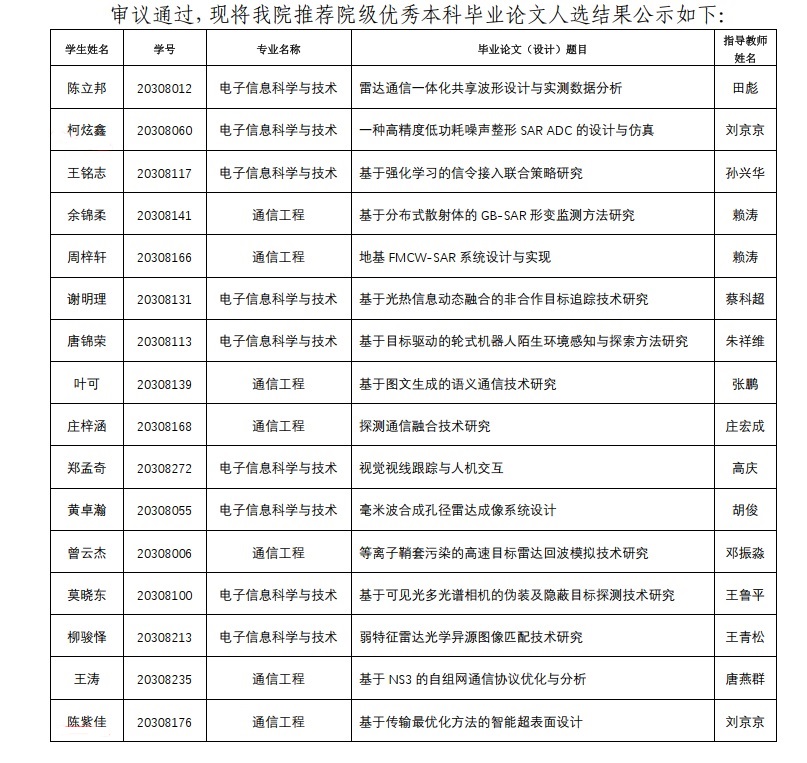 审议通过，现将我院推荐院级优秀本科毕业论文人选结果公示如下：
学生姓名 学号 专业名称 毕业论文（设计）题目 指导教师姓名
陈立邦 20308012 电子信息科学与技术 雷达通信一体化共享波形设计与实测数据分析 田彪
柯炫鑫 20308060 电子信息科学与技术 一种高精度低功耗噪声整形 SAR ADC 的设计与仿真 刘京京
王铭志 20308117 电子信息科学与技术 基于强化学习的信令接入联合策略研究 孙兴华
余锦柔 20308141 通信工程 基于分布式散射体的 GB-SAR 形变监测方法研究 赖涛
周梓轩 20308166 通信工程 地基 FMCW-SAR 系统设计与实现 赖涛
谢明理 20308131 电子信息科学与技术 基于光热信息动态融合的非合作目标追踪技术研究 蔡科超
唐锦荣 20308113 电子信息科学与技术 基于目标驱动的轮式机器人陌生环境感知与探索方法研究 朱祥维
叶可 20308139 通信工程 基于图文生成的语义通信技术研究 张鹏
庄梓涵 20308168 通信工程 探测通信融合技术研究 庄宏成
郑孟奇 20308272 电子信息科学与技术 视觉视线跟踪与人机交互 高庆
黄卓瀚 20308055 电子信息科学与技术 毫米波合成孔径雷达成像系统设计 胡俊
曾云杰 20308006 通信工程 等离子鞘套污染的高速目标雷达回波模拟技术研究 邓振淼
莫晓东 20308100 电子信息科学与技术 基于可见光多光谱相机的伪装及隐蔽目标探测技术研究 王鲁平
柳骏怿 20308213 电子信息科学与技术 弱特征雷达光学异源图像匹配技术研究 王青松
王涛 20308235 通信工程 基于 NS3 的自组网通信协议优化与分析 唐燕群
陈紫佳 20308176 通信工程 基于传输最优化方法的智能超表面设计 刘京京